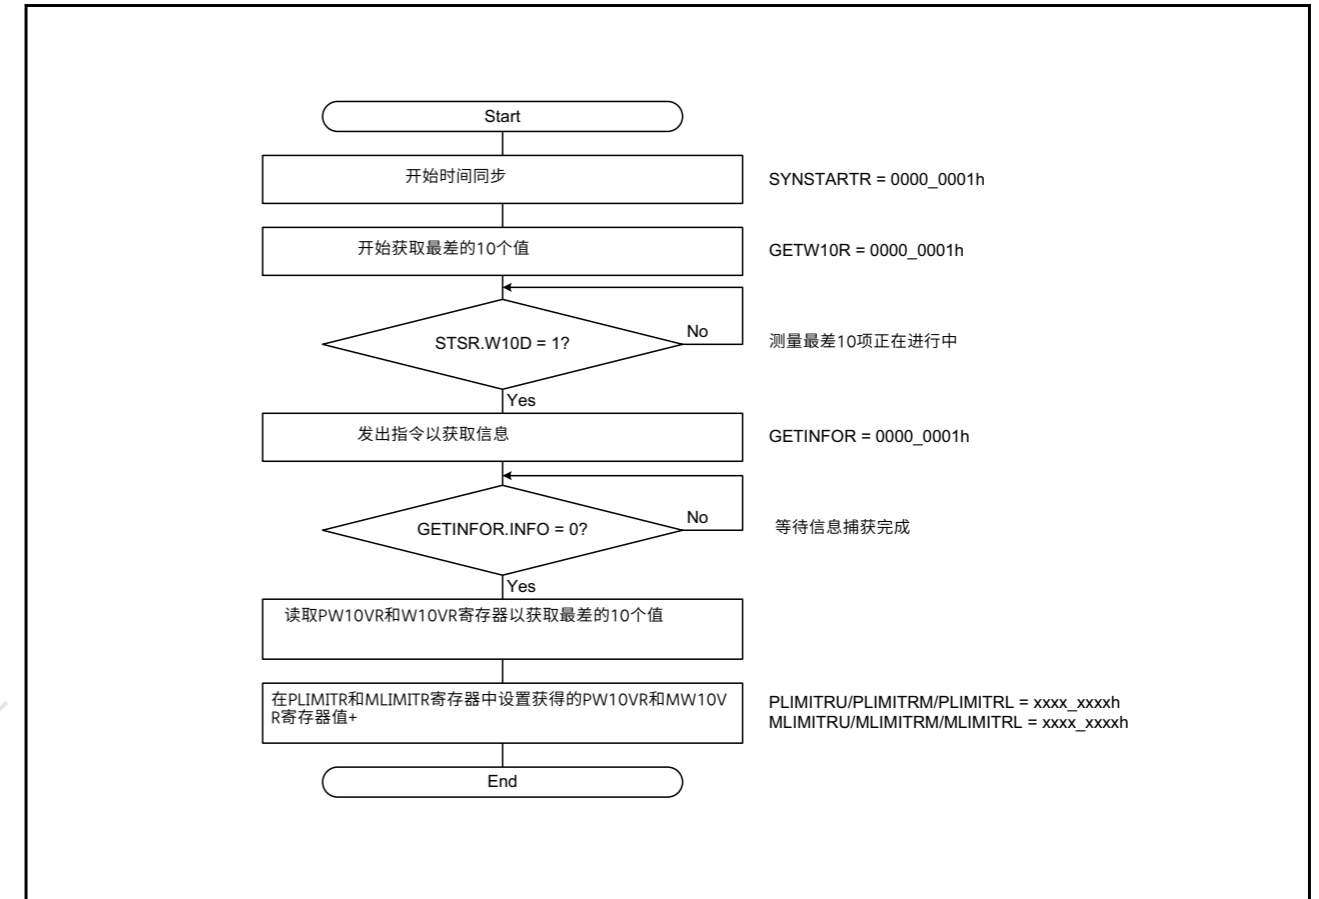 Start
开始时间同步
SYNSTARTR = 0000_0001h
开始获取最差的10个值
GETW10R = 0000_0001h
STSR.W10D = 1?
No
测量最差10项正在进行中
Yes
发出指令以获取信息
GETINFOR = 0000_0001h
GETINFOR.INFO = 0?
No
等待信息捕获完成
Yes
读取PW10VR和W10VR寄存器以获取最差的10个值
在PLIMITR和MLIMITR寄存器中设置获得的PW10VR和MW10V
R寄存器值+
PLIMITRU/PLIMITRM/PLIMITRL = xxxx_xxxxh
MLIMITRU/MLIMITRM/MLIMITRL = xxxx_xxxxh
End